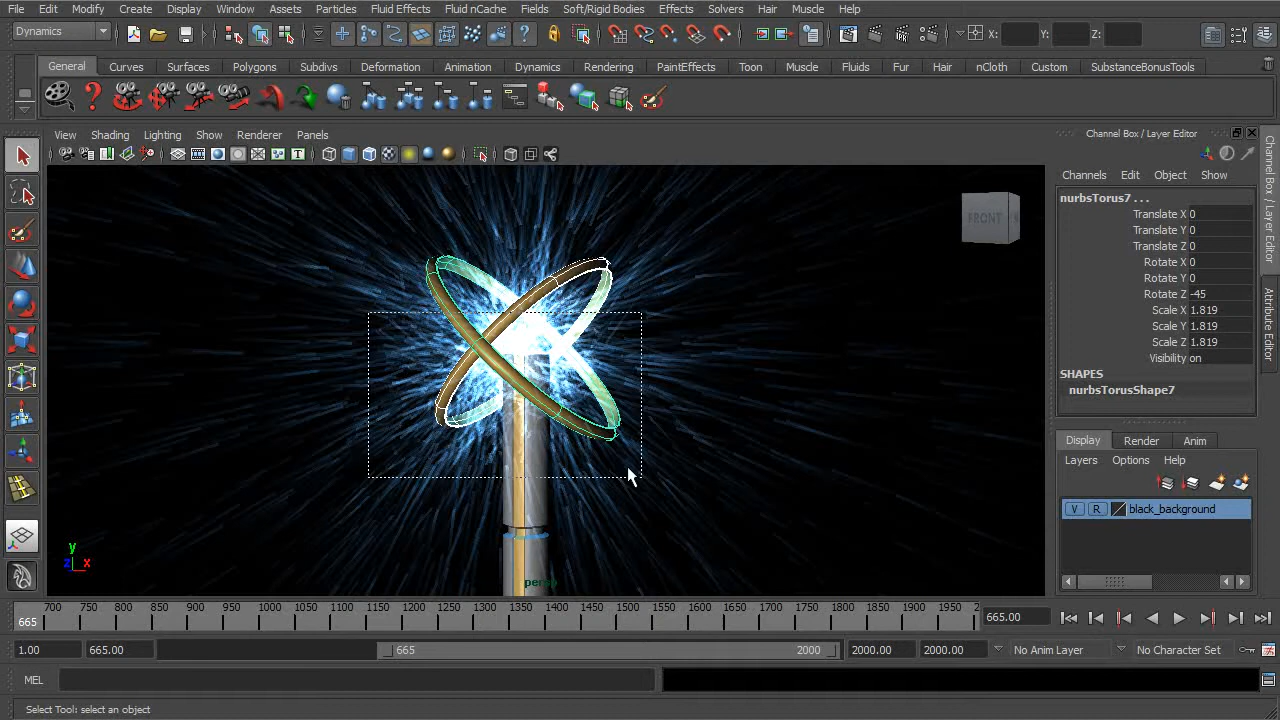 File Edit Modify Create Display Window Assets Particles Fluid Effects Fluid nCache Fields Soft/Rigid Bodies Effects Solvers Hair Muscle Help
Dynamics X: Y: Z:
General Curves Surfaces Polygons Subdivs Deformation Animation Dynamics Rendering PaintEffects Toon Muscle Fluids Fur Hair nCloth Custom SubstanceBonusTools
View Shading Lighting Show Renderer Panels
Channel Box / Layer Editor
Channels Edit Object Show
nurbsTorus7 . . .
Translate X 0
Translate Y 0
Translate Z 0
Rotate X 0
Rotate Y 0
Rotate Z -45
Scale X 1.819
Scale Y 1.819
Scale Z 1.819
Visibility on
SHAPES
nurbsTorusShape7
Display Render Anim
Layers Options Help
V R black_background
Channel Box / Layer Editor
Attribute Editor
FRONT
y
z x
persp
700 750 800 850 900 950 1000 1050 1100 1150 1200 1250 1300 1350 1400 1450 1500 1550 1600 1650 1700 1750 1800 1850 1900 1950 2
665 665.00
1.00 665.00 665 2000 2000.00 2000.00 No Anim Layer No Character Set
MEL
Select Tool: select an object